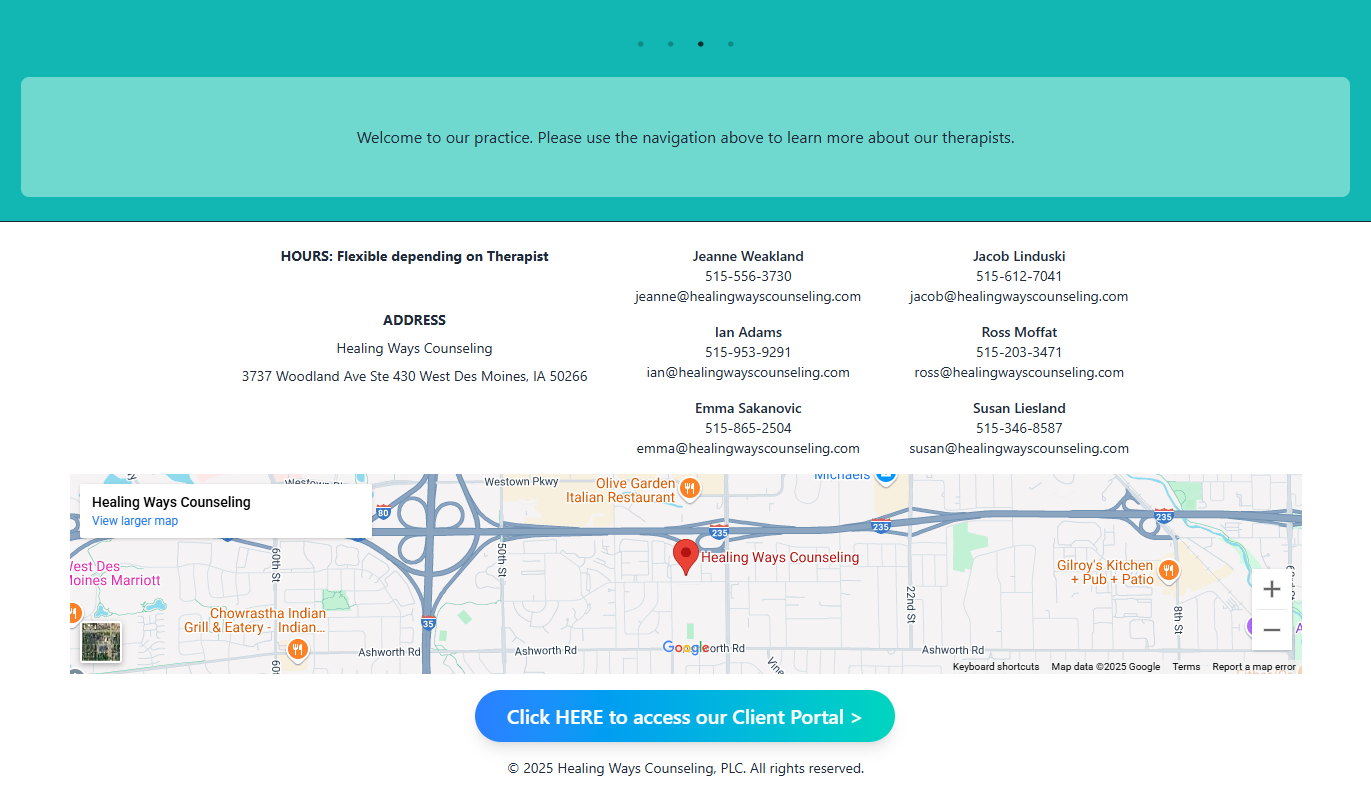 Welcome to our practice. Please use the navigation above to learn more about our therapists.
HOURS: Flexible depending on Therapist
ADDRESS
Healing Ways Counseling
3737 Woodland Ave Ste 430 West Des Moines, IA 50266
Jeanne Weakland
515-556-3730
jeanne@healingwayscounseling.com
Ian Adams
515-953-9291
ian@healingwayscounseling.com
Emma Sakanovic
515-865-2504
emma@healingwayscounseling.com
Jacob Linduski
515-612-7041
jacob@healingwayscounseling.com
Ross Moffat
515-203-3471
ross@healingwayscounseling.com
Susan Liesland
515-346-8587
susan@healingwayscounseling.com
Healing Ways Counseling
View larger map
Westown Pkwy
Olive Garden
Italian Restaurant
Michaels
80
235
235
235
Healing Ways Counseling
60th St
50th St
22nd St
8th St
West Des
Moines Marriott
Gilroy's Kitchen
+ Pub + Patio
Chowrastha Indian
Grill & Eatery - Indian...
35
60
Ashworth Rd
Ashworth Rd
Google
orth Rd
Ashworth Rd
Vine
Keyboard shortcuts
Map data ©2025 Google
Terms
Report a map error
Click HERE to access our Client Portal >
© 2025 Healing Ways Counseling, PLC. All rights reserved.